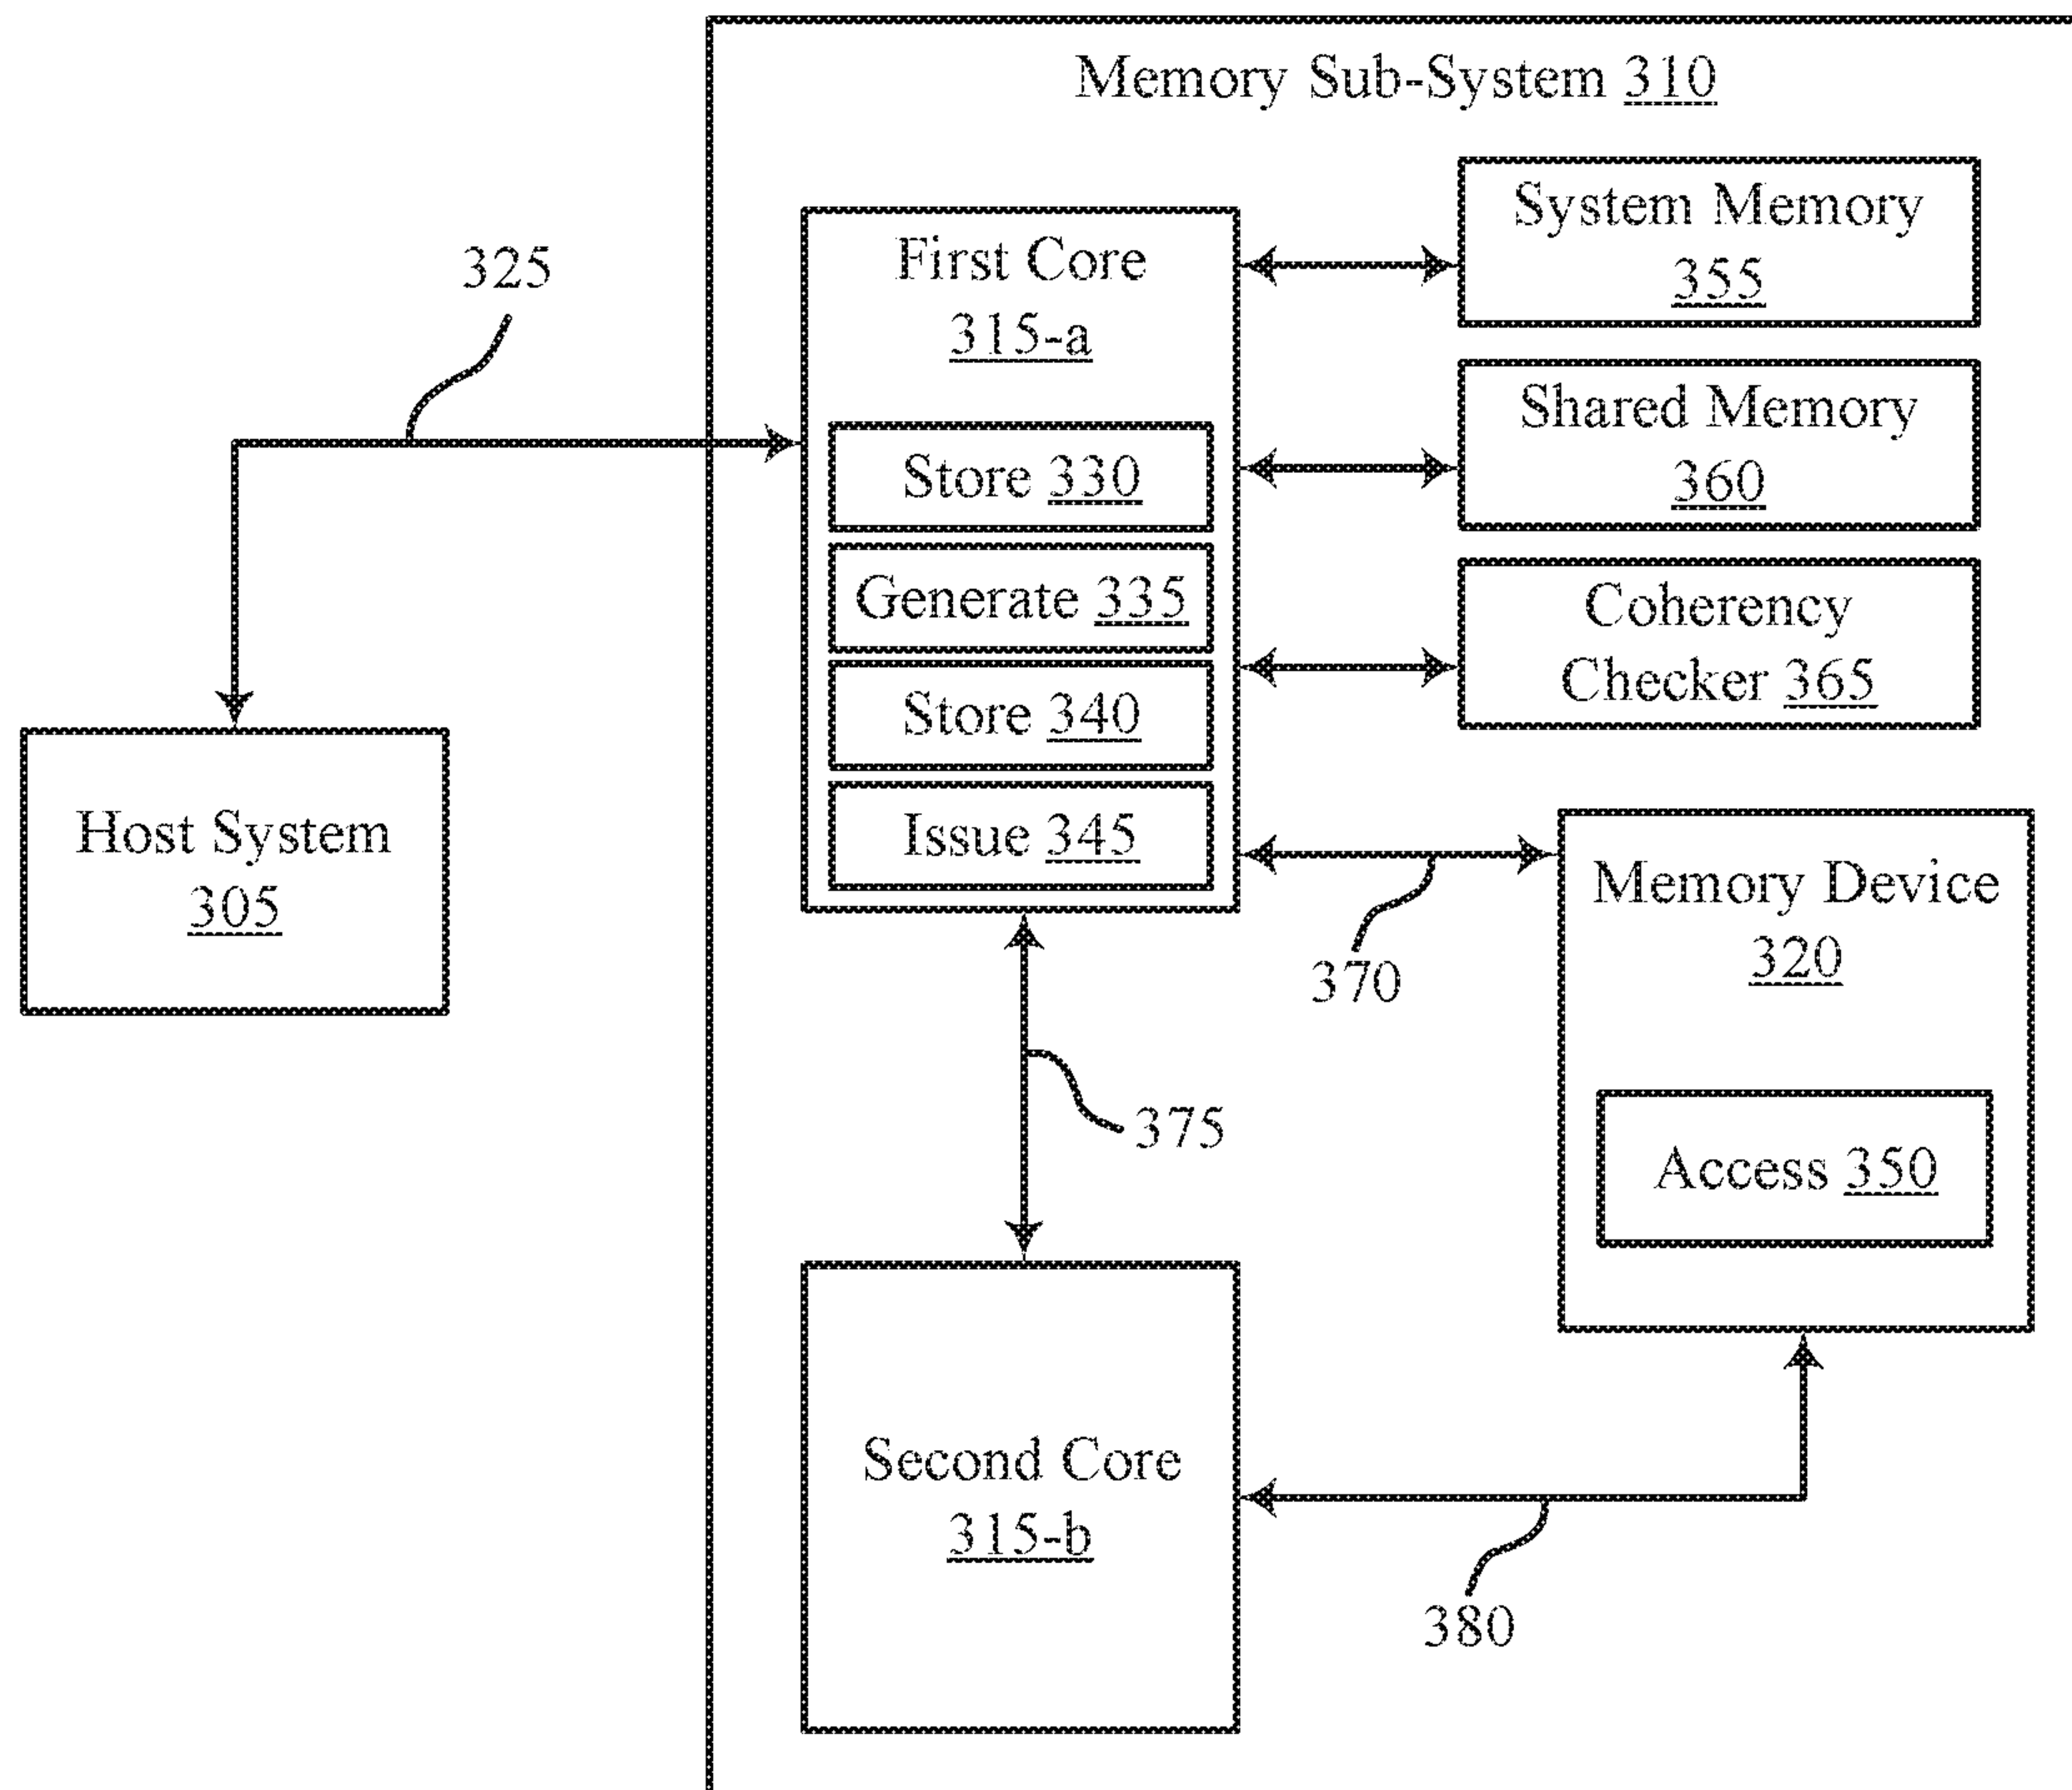 Memory Sub-System 310
System Memory
355
First Core
315-a
325
Shared Memory
360
Store 330
Generate 335
Coherency
Checker 365
Store 340
Issue 345
Host System
305
Memory Device
320
370
375
Access 350
Second Core
315-b
380